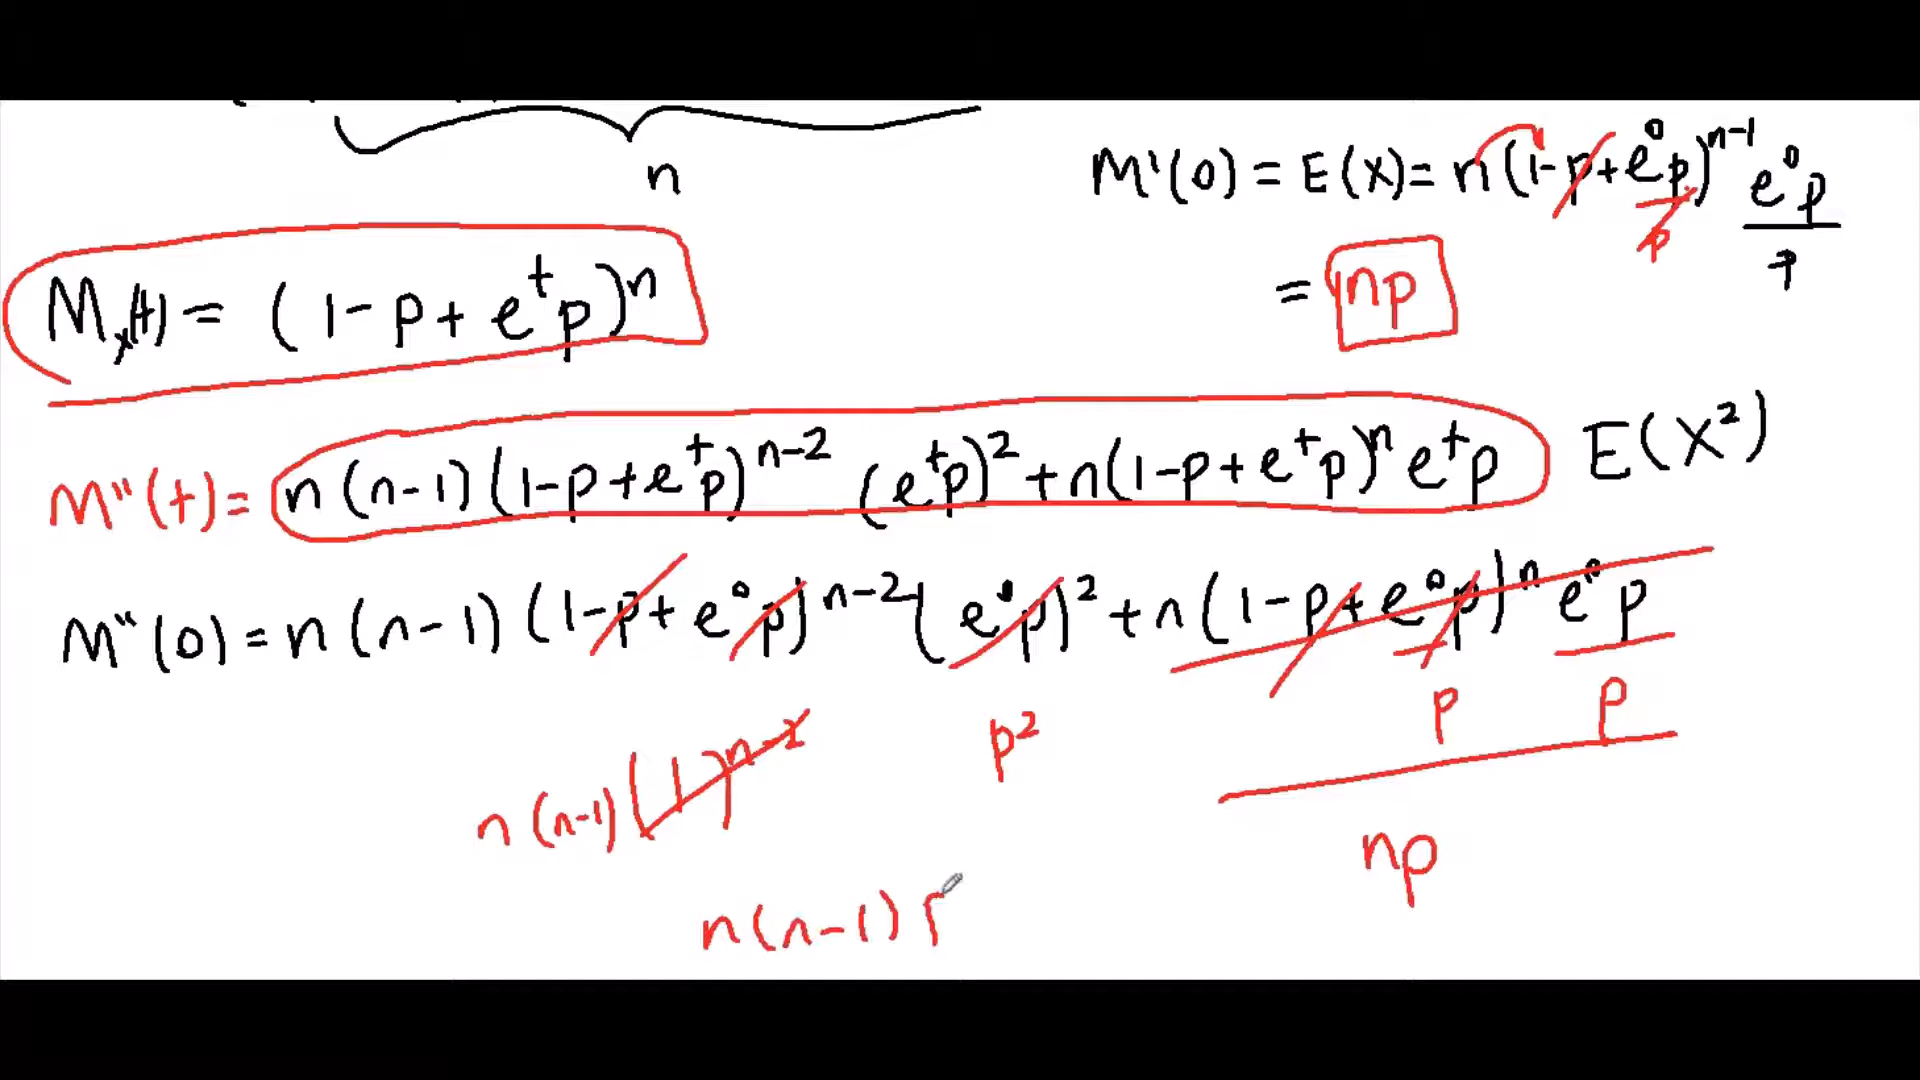 n
M'(0) = E(X) = n(1-p+e⁰p)ⁿ⁻¹ e⁰p
p
= np
Mₓ(t) = (1-p+eᵗp)ⁿ
M''(t) = n(n-1)(1-p+eᵗp)ⁿ⁻² (eᵗp)² + n(1-p+eᵗp)ⁿ eᵗp E(X²)
M''(0) = n(n-1)(1-p+e⁰p)ⁿ⁻² (e⁰p)² + n(1-p+e⁰p)ⁿ e⁰p
p² p p
n(n-1)(1)ⁿ⁻²
np
n(n-1)